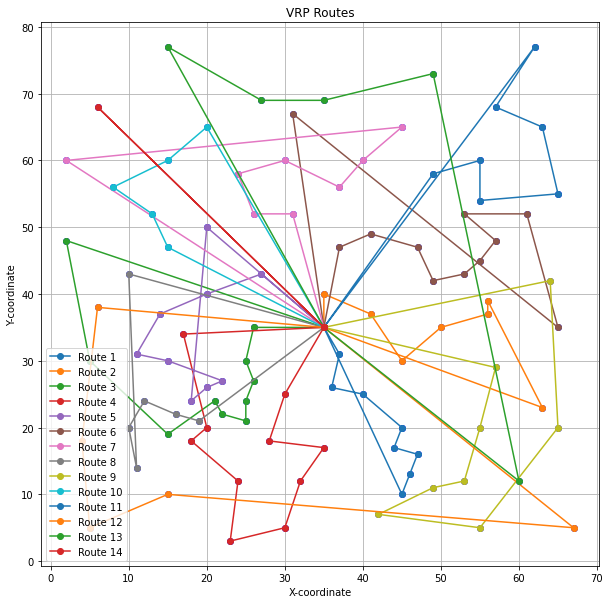 VRP Routes
80
70
60
50
40
30
20
10
0
Y-coordinate
Route 1
Route 2
Route 3
Route 4
Route 5
Route 6
Route 7
Route 8
Route 9
Route 10
Route 11
Route 12
Route 13
Route 14
0 10 20 30 40 50 60 70
X-coordinate